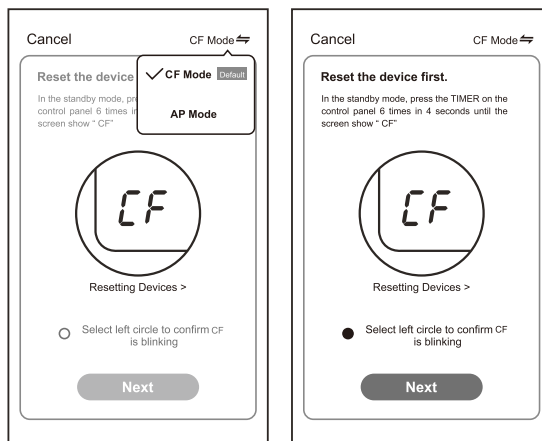 Cancel
CF Mode
CF Mode Default
AP Mode
Reset the device
In the standby mode, pr
control panel 6 times in
screen show “ CF”
CF
Resetting Devices >
Select left circle to confirm CF
is blinking
Next
Cancel
CF Mode
Reset the device first.
In the standby mode, press the TIMER on the
control panel 6 times in 4 seconds until the
screen show “ CF”
CF
Resetting Devices >
Select left circle to confirm CF
is blinking
Next